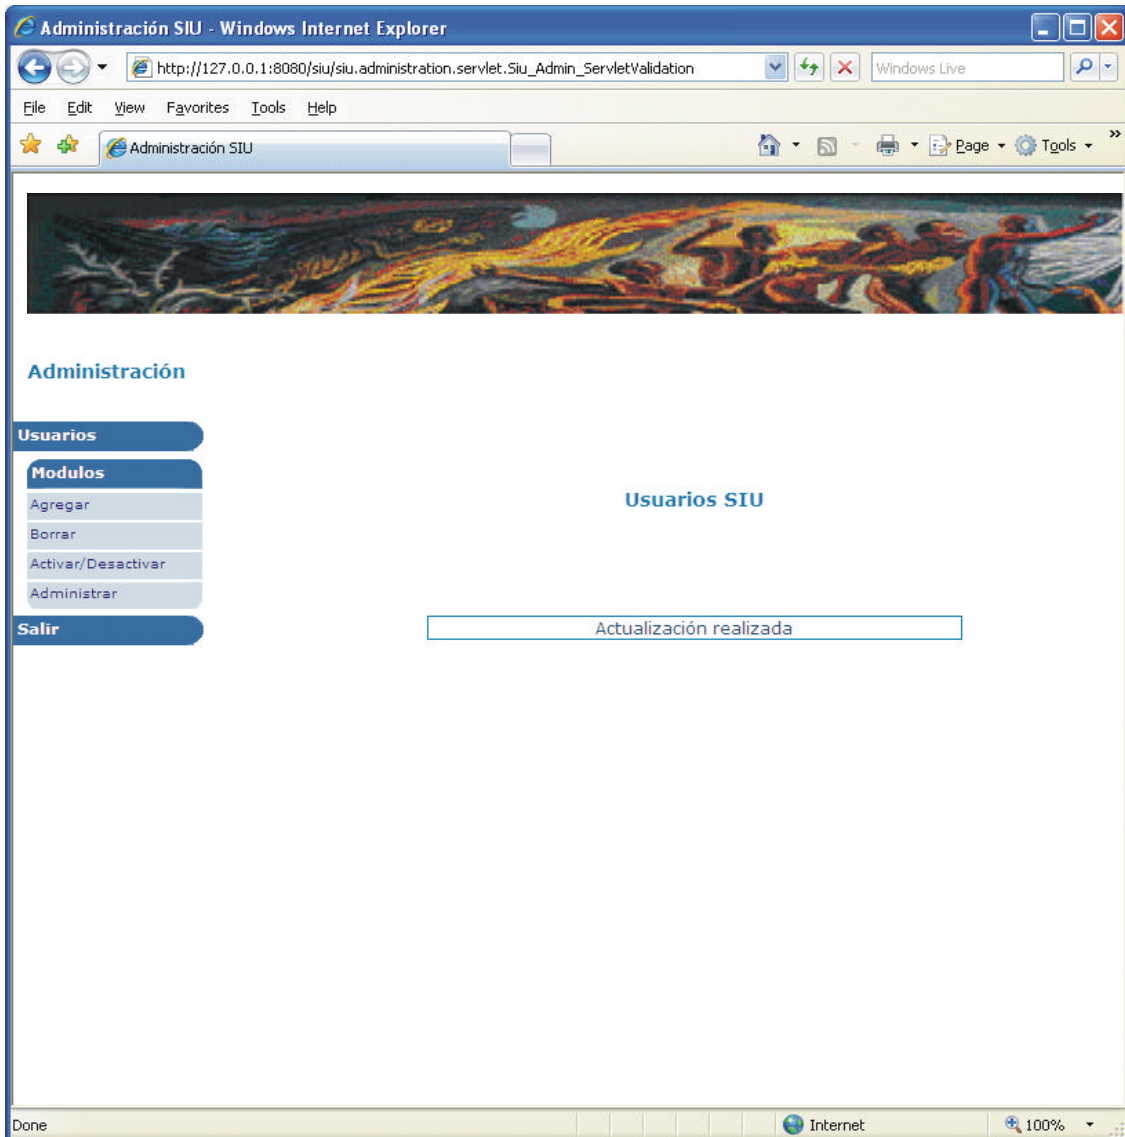 Administración SIU - Windows Internet Explorer
http://127.0.0.1:8080/siu/siu.administration.servlet.Siu_Admin_ServletValidation
Windows Live
File Edit View Favorites Tools Help
Administración SIU
Page Tools »
Administración
Usuarios
Modulos
Agregar
Borrar
Activar/Desactivar
Administrar
Salir
Usuarios SIU
Actualización realizada
Done Internet 100%